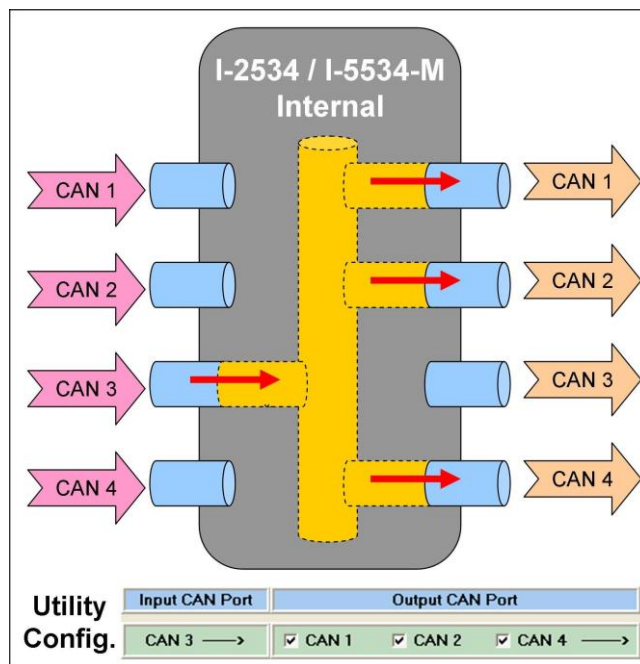 I-2534 / I-5534-M
Internal
CAN 1
CAN 1
CAN 2
CAN 2
CAN 3
CAN 3
CAN 4
CAN 4
Utility
Config.
Input CAN Port
Output CAN Port
CAN 3 ⟶
CAN 1
CAN 2
CAN 4 ⟶